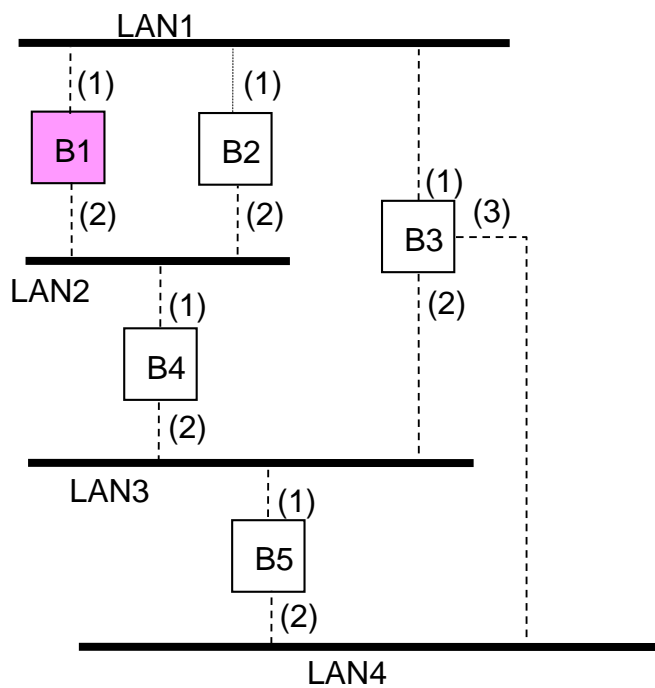 LAN1
(1) (1)
B1 B2
(1) (3)
(2) (2) B3
LAN2 (2)
(1)
B4
(2)
LAN3
(1)
B5
(2)
LAN4